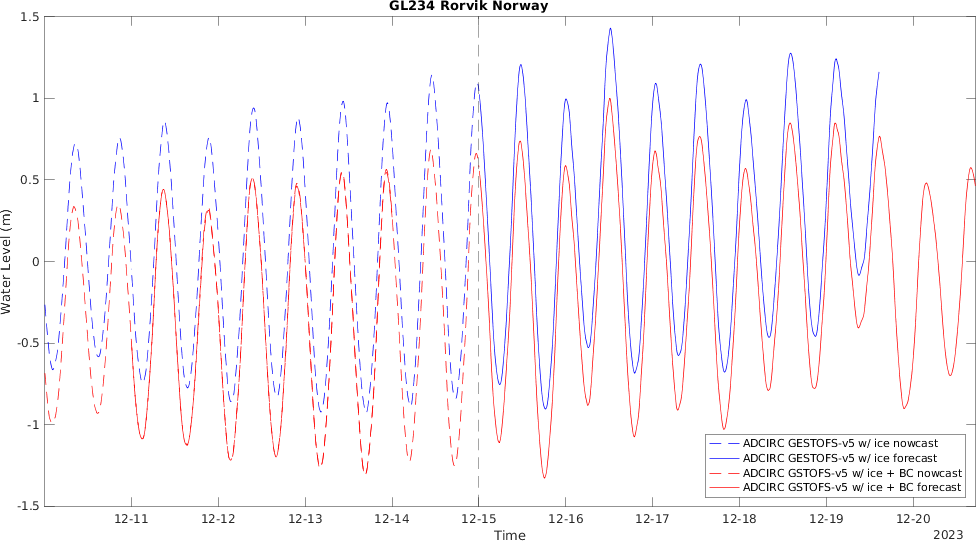 GL234 Rorvik Norway
1.5
1
0.5
0
-0.5
-1
-1.5
Water Level (m)
12-11 12-12 12-13 12-14 12-15 12-16 12-17 12-18 12-19 12-20
Time
2023
ADCIRC GESTOFS-v5 w/ ice nowcast
ADCIRC GESTOFS-v5 w/ ice forecast
ADCIRC GSTOFS-v5 w/ ice + BC nowcast
ADCIRC GSTOFS-v5 w/ ice + BC forecast